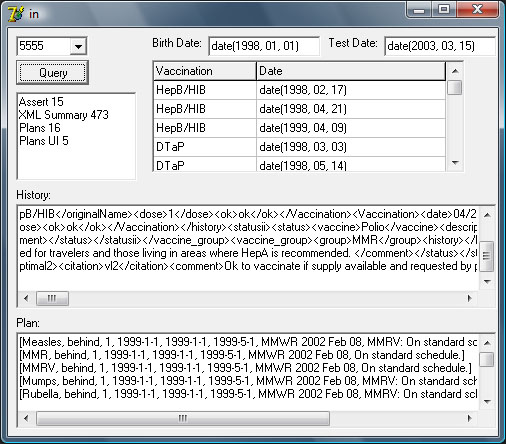 in
5555
Birth Date: date(1998, 01, 01) Test Date: date(2003, 03, 15)
Query
Assert 15
XML Summary 473
Plans 16
Plans UI 5
Vaccination Date
HepB/HIB date(1998, 02, 17)
HepB/HIB date(1998, 04, 21)
HepB/HIB date(1999, 04, 09)
DTaP date(1998, 03, 03)
DTaP date(1998, 05, 14)
History:
pB/HIB</originalName><dose>1</dose><ok>ok</ok></Vaccination><Vaccination><date>04/2
ose><ok>ok</ok></Vaccination></history><statusii><status><vaccine>Polio</vaccine><descrip
ment></status></statusii></vaccine_group><vaccine_group><group>MMR</group><history></l
ed for travelers and those living in areas where HepA is recommended. </comment></status></st
ptimal2><citation>vl2</citation><comment>Ok to vaccinate if supply available and requested by p
Plan:
[Measles, behind, 1, 1999-1-1, 1999-1-1, 1999-5-1, MMWR 2002 Feb 08, MMRV: On standard sc
[MMR, behind, 1, 1999-1-1, 1999-1-1, 1999-5-1, MMWR 2002 Feb 08, On standard schedule.]
[MMRV, behind, 1, 1999-1-1, 1999-1-1, 1999-5-1, MMWR 2002 Feb 08, On standard schedule.]
[Mumps, behind, 1, 1999-1-1, 1999-1-1, 1999-5-1, MMWR 2002 Feb 08, MMRV: On standard sch
[Rubella, behind, 1, 1999-1-1, 1999-1-1, 1999-5-1, MMWR 2002 Feb 08, MMRV: On standard sc